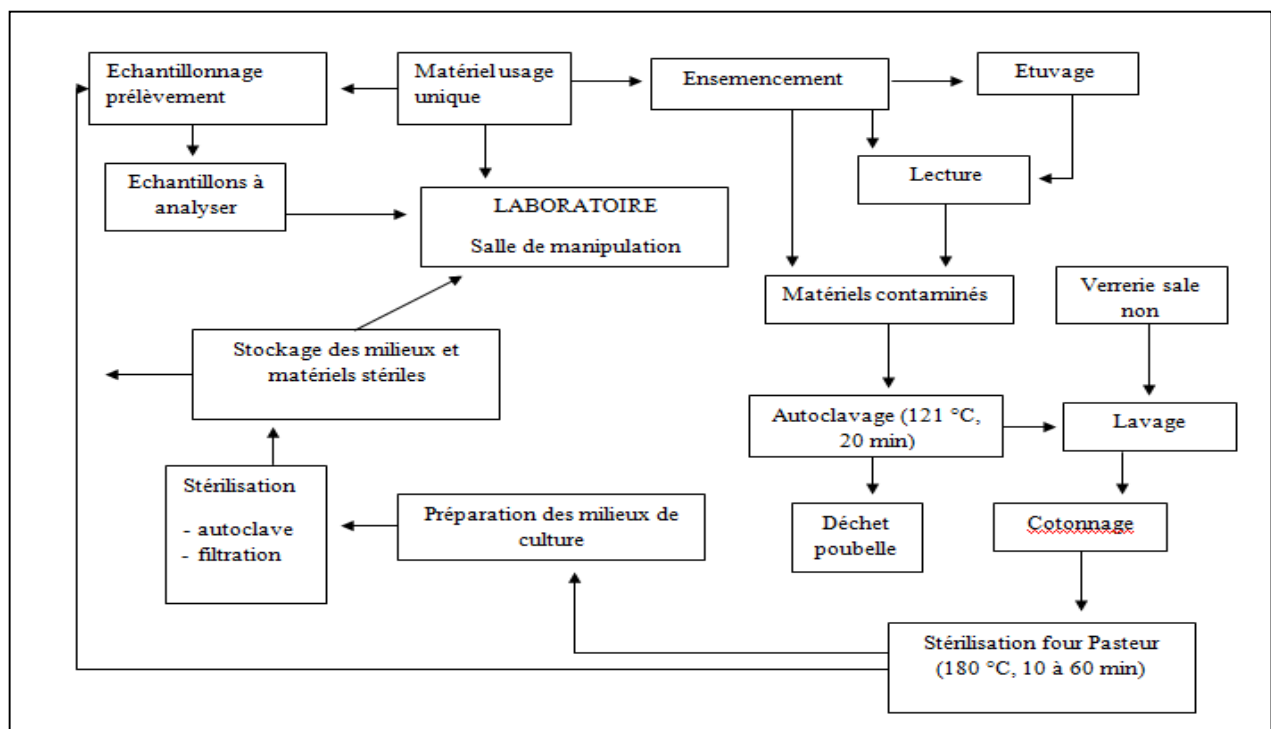 Echantillonnage
prélèvement
Matériel usage
unique
Ensemencement
Etuvage
Echantillons à
analyser
LABORATOIRE
Salle de manipulation
Lecture
Matériels contaminés
Verrerie sale
non
Stockage des milieux et
matériels stériles
Autoclavage (121 °C,
20 min)
Lavage
Stérilisation
- autoclave
- filtration
Préparation des milieux de
culture
Déchet
poubelle
Cotonnage
Stérilisation four Pasteur
(180 °C, 10 à 60 min)